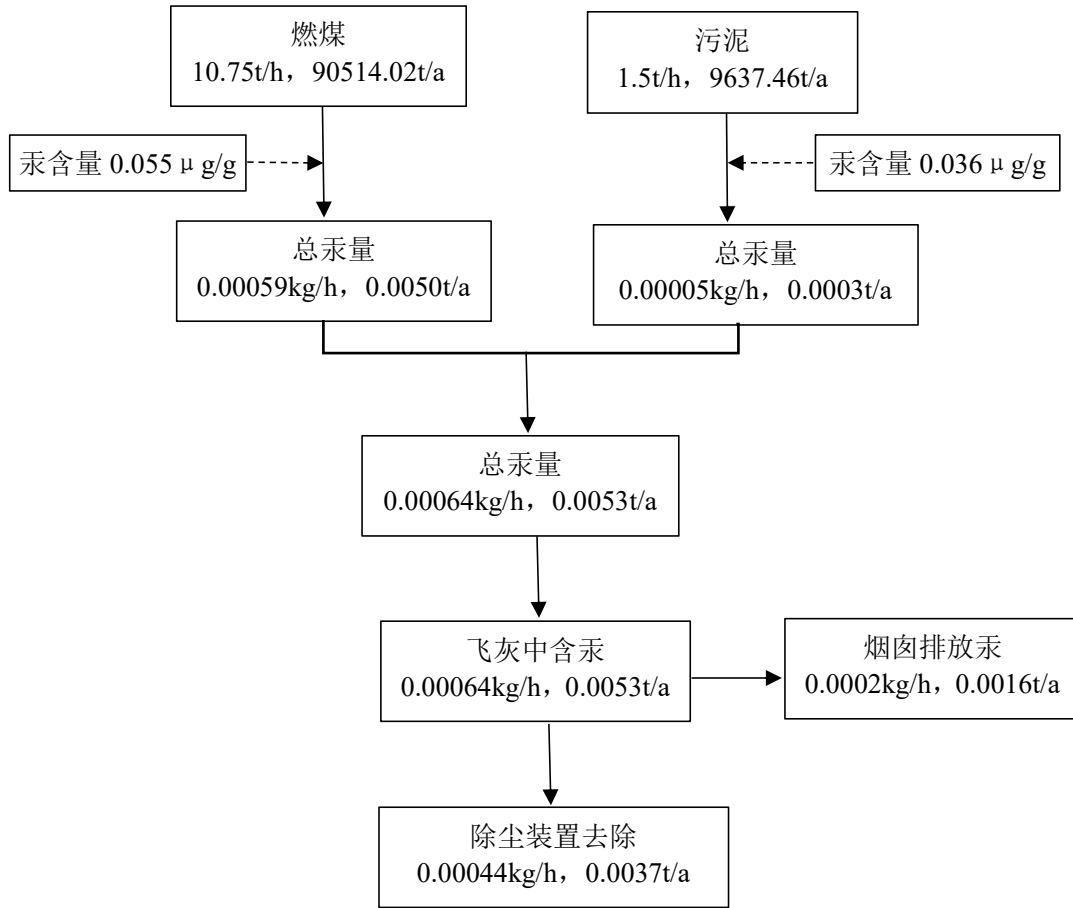 燃煤
10.75t/h，90514.02t/a
污泥
1.5t/h，9637.46t/a
汞含量 0.055μg/g
汞含量 0.036μg/g
总汞量
0.00059kg/h，0.0050t/a
总汞量
0.00005kg/h，0.0003t/a
总汞量
0.00064kg/h，0.0053t/a
飞灰中含汞
0.00064kg/h，0.0053t/a
烟囱排放汞
0.0002kg/h，0.0016t/a
除尘装置去除
0.00044kg/h，0.0037t/a